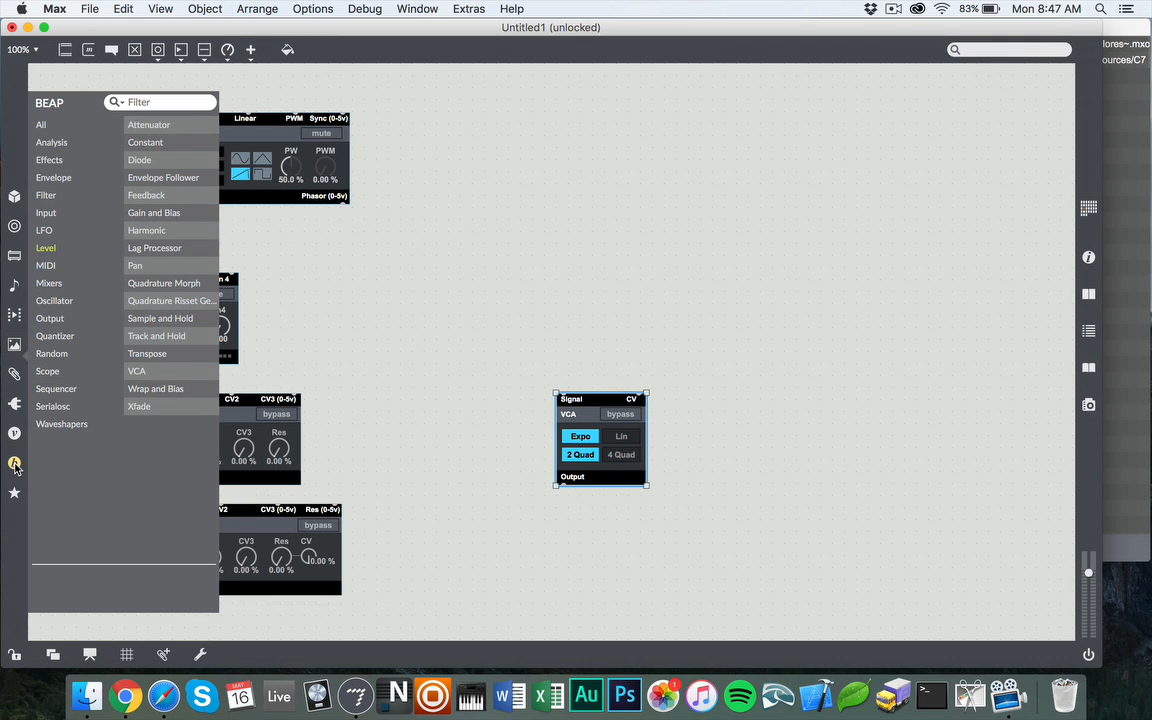 Max File Edit View Object Arrange Options Debug Window Extras Help
83% Mon 8:47 AM
Untitled1 (unlocked)
100%
ources/C7
BEAP
Filter
All
Analysis
Effects
Envelope
Filter
Input
LFO
Level
MIDI
Mixers
Oscillator
Output
Quantizer
Random
Scope
Sequencer
Serialosc
Waveshapers
Attenuator
Constant
Diode
Envelope Follower
Feedback
Gain and Bias
Harmonic
Lag Processor
Pan
Quadrature Morph
Quadrature Risset Ge...
Sample and Hold
Track and Hold
Transpose
VCA
Wrap and Bias
Xfade
Linear PWM Sync (0-5v)
mute
PW PWM
50.0 % 0.00 %
Phasor (0-5v)
CV2 CV3 (0-5v)
bypass
CV3 Res
0.00 % 0.00 %
CV3 (0-5v) Res (0-5v)
bypass
CV3 Res CV
0.00 %
0.00 % 0.00 %
Signal CV
VCA bypass
Expo Lin
2 Quad 4 Quad
Output
MAY
16
Live
N
W
X
Au
Ps
1